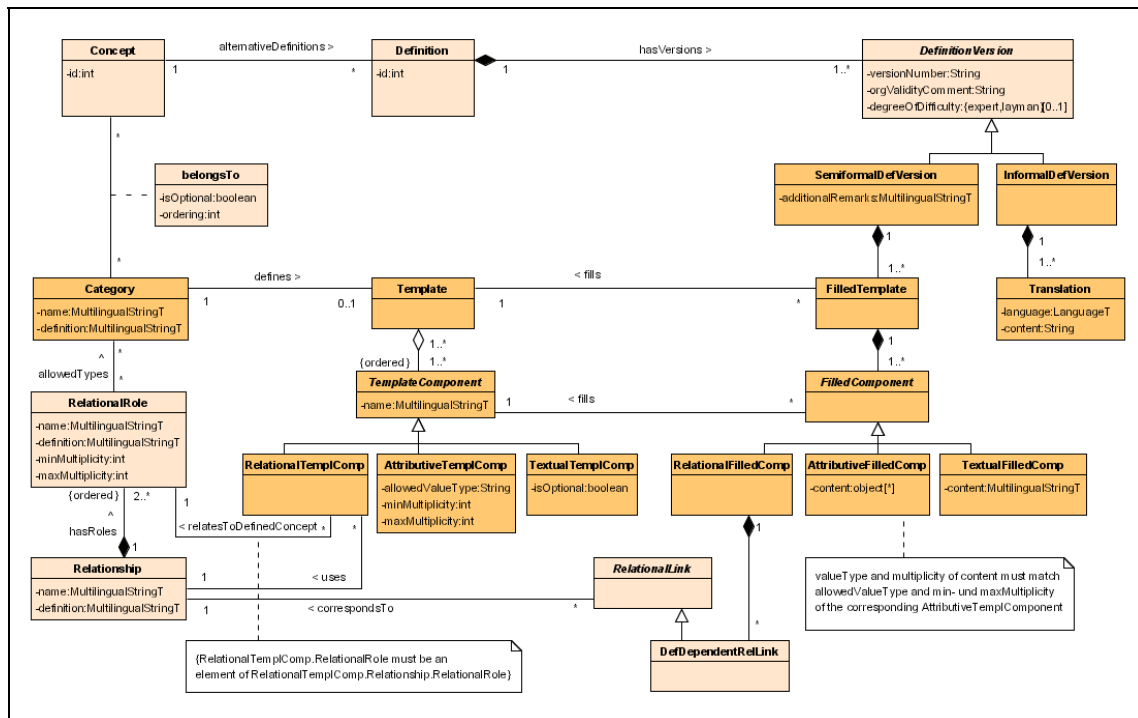 Concept
-id:int
alternativeDefinitions >
1
*
Definition
-id:int
hasVersions >
1
1..*
DefinitionVersion
-versionNumber:String
-orgValidityComment:String
-degreeOfDifficulty:{expert,layman}[0..1]
*
belongsTo
-isOptional:boolean
-ordering:int
*
SemiformalDefVersion
-additionalRemarks:MultilingualStringT
InformalDefVersion
1
1..*
1
1..*
Category
-name:MultilingualStringT
-definition:MultilingualStringT
defines >
1
0..1
Template
< fills
1
*
FilledTemplate
Translation
-language:LanguageT
-content:String
^
*
allowedTypes
*
1..*
{ordered}
1..*
1
1..*
TemplateComponent
-name:MultilingualStringT
< fills
1
*
FilledComponent
RelationalRole
-name:MultilingualStringT
-definition:MultilingualStringT
-minMultiplicity:int
-maxMultiplicity:int
RelationalTemplComp
AttributiveTemplComp
-allowedValueType:String
-minMultiplicity:int
-maxMultiplicity:int
TextualTemplComp
-isOptional:boolean
RelationalFilledComp
AttributiveFilledComp
-content:object[*]
TextualFilledComp
-content:MultilingualStringT
{ordered}
2..*
1
^
hasRoles
< relatesToDefinedConcept
*
*
1
1
Relationship
-name:MultilingualStringT
-definition:MultilingualStringT
1
< uses
1
< correspondsTo
*
RelationalLink
valueType and multiplicity of content must match
allowedValueType and min- und maxMultiplicity
of the corresponding AttributiveTemplComponent
*
DefDependentRelLink
{RelationalTemplComp.RelationalRole must be an
element of RelationalTemplComp.Relationship.RelationalRole}